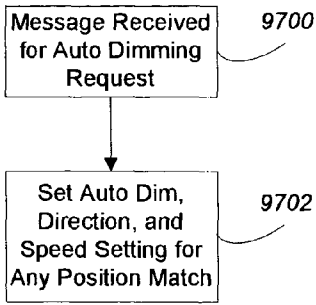 Message Received
for Auto Dimming
Request
9700
Set Auto Dim,
Direction, and
Speed Setting for
Any Position Match
9702